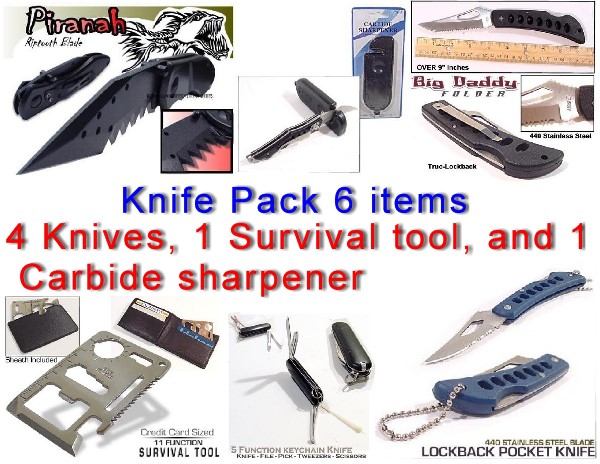 Piranah
Riptooth Blade
CARBIDE
SHARPENER
OVER 9" Inches
Big Daddy
FOLDER
440 Stainless Steel
True-Lockback
Knife Pack 6 items
4 Knives, 1 Survival tool, and 1
Carbide sharpener
Sheath Included
Credit Card Sized
11 FUNCTION
SURVIVAL TOOL
5 FUNCTION KEYCHAIN KNIFE
KNIFE - FILE - PICK - TWEEZERS - SCISSORS
440 STAINLESS STEEL BLADE
LOCKBACK POCKET KNIFE